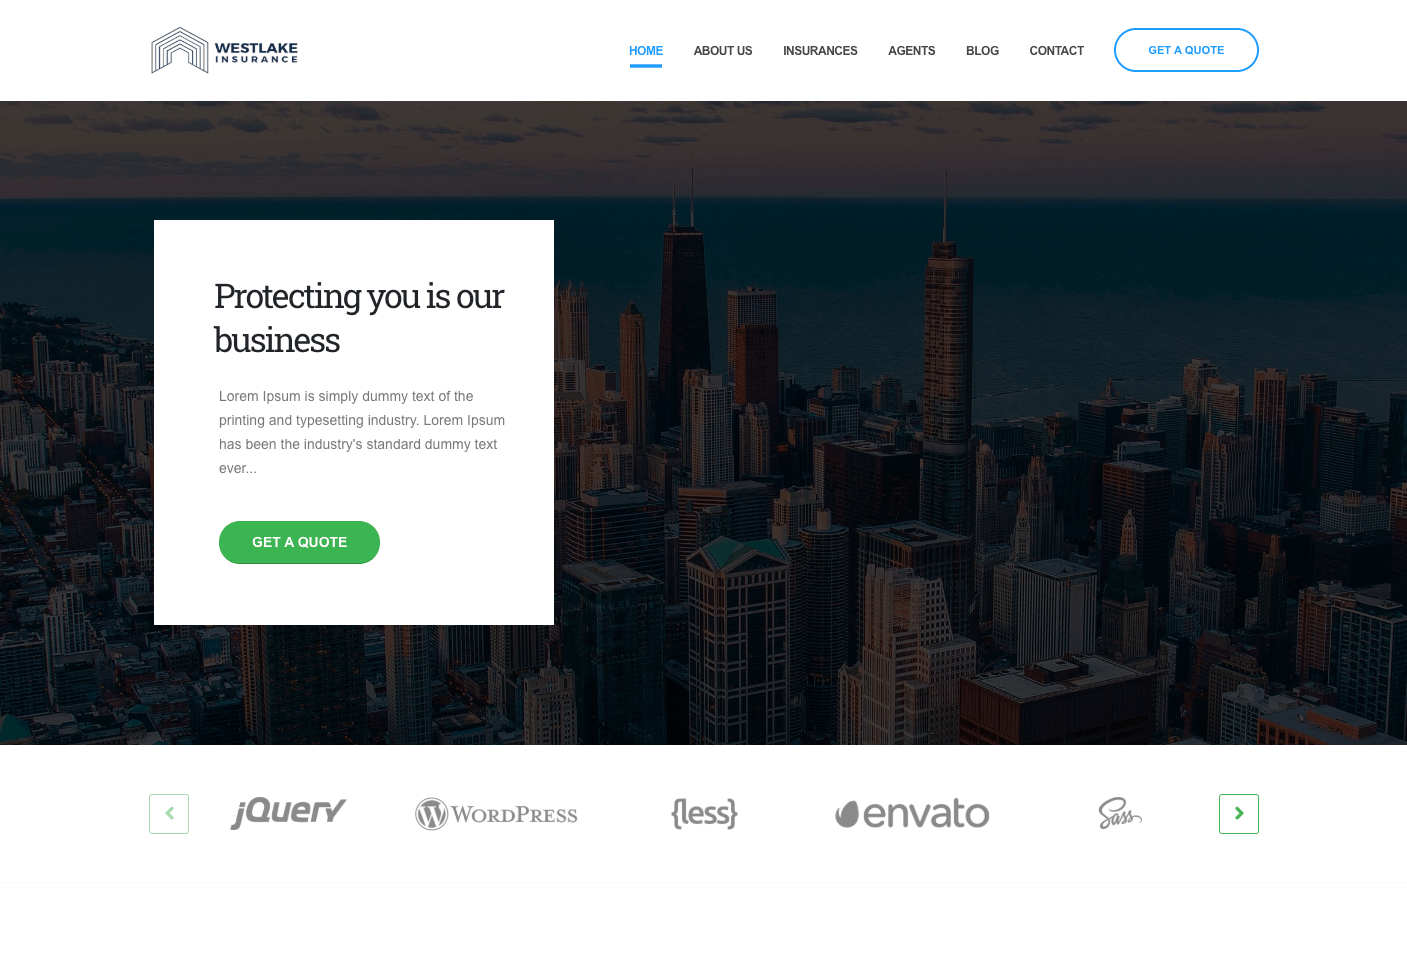 WESTLAKE
INSURANCE
HOME ABOUT US INSURANCES AGENTS BLOG CONTACT GET A QUOTE
Protecting you is our
business
Lorem Ipsum is simply dummy text of the
printing and typesetting industry. Lorem Ipsum
has been the industry's standard dummy text
ever...
GET A QUOTE
jQuery WORDPRESS {less} envato Sass